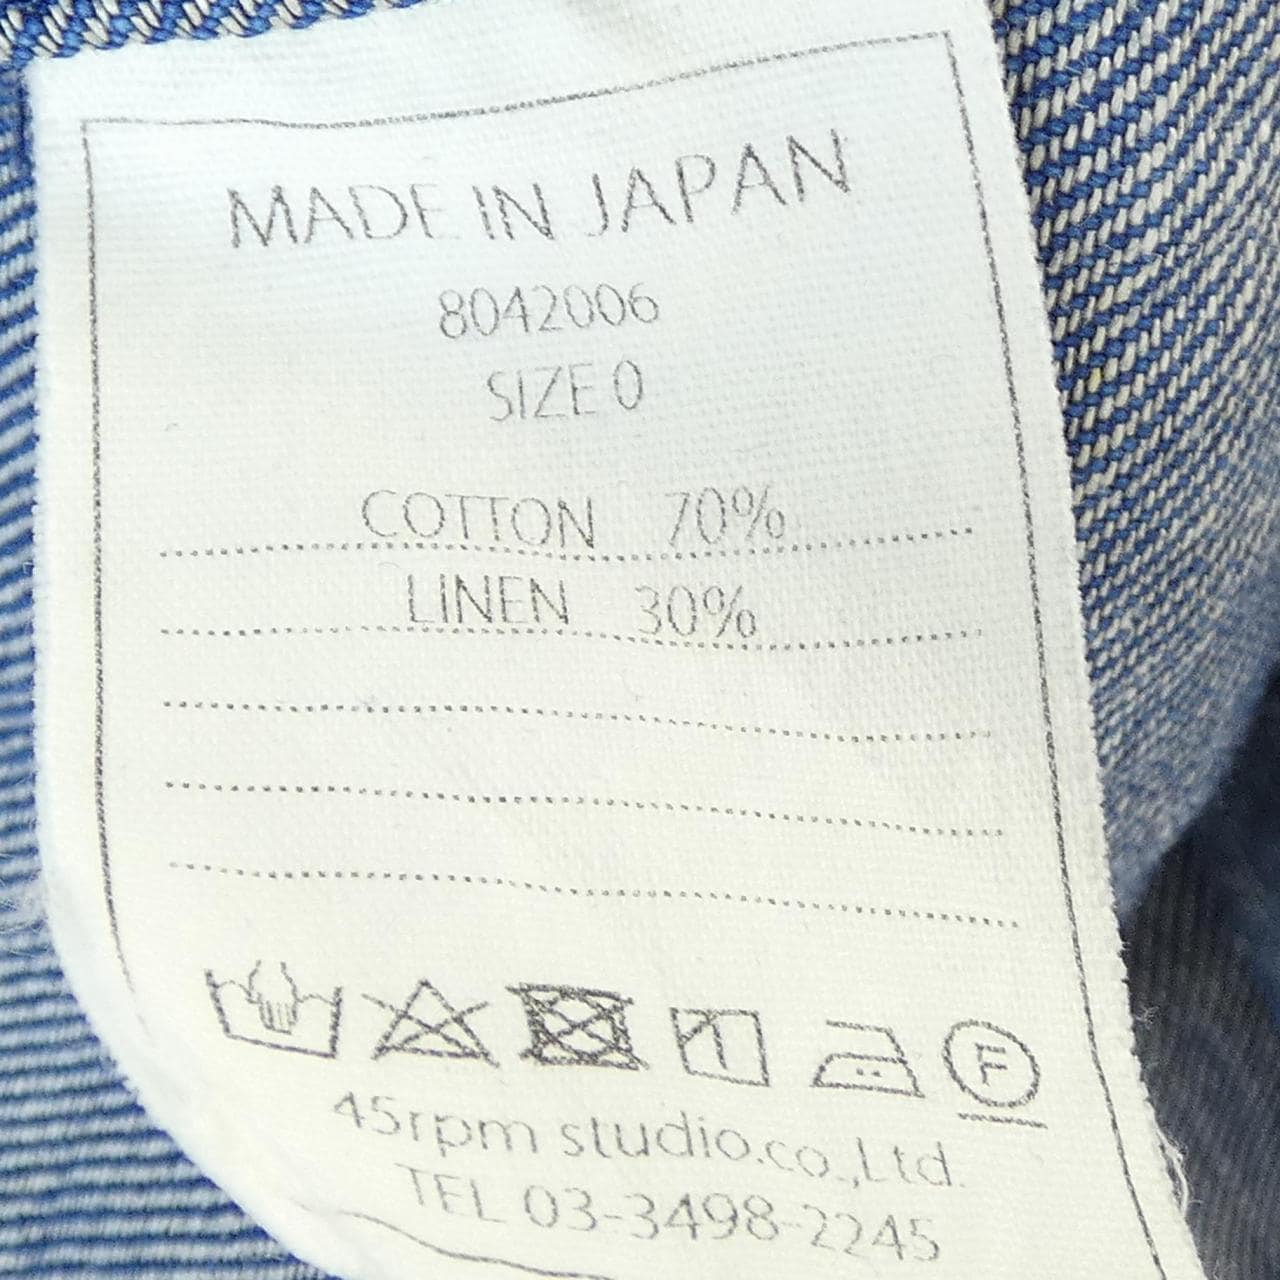 MADE IN JAPAN
8042006
SIZE 0
COTTON 70%
LINEN 30%
F
45rpm studio.co.,Ltd.
TEL 03-3498-2245